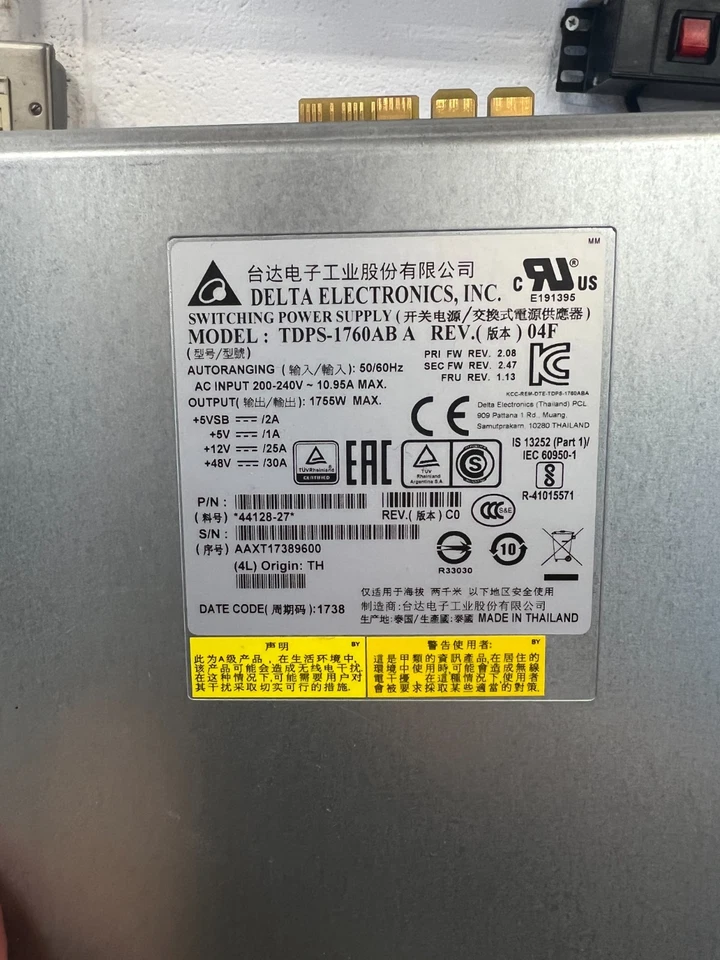 MM
台达电子工业股份有限公司
DELTA ELECTRONICS, INC.
C RU® US
E191395
SWITCHING POWER SUPPLY (开关电源/交換式電源供應器)
MODEL: TDPS-1760AB A REV.(版本) 04F
(型号/型號)
PRI FW REV. 2.08
SEC FW REV. 2.47
FRU REV. 1.13
KCC-REM-DTE-TDPS-1760ABA
AUTORANGING (输入/輸入): 50/60Hz
AC INPUT 200-240V ~ 10.95A MAX.
OUTPUT(输出/輸出): 1755W MAX.
+5VSB /2A
+5V /1A
+12V /25A
+48V /30A
CE
Delta Electronics (Thailand) PCL
909 Pattana 1 Rd., Muang,
Samutprakarn, 10280 THAILAND
TÜVRheinland
CERTIFIED
EAC
TÜV
Rheinland
Argentina S.A.
S
IS 13252 (Part 1)/
IEC 60950-1
R-41015571
P/N:
(料号) *44128-27*
REV.(版本) C0
CCC S&E
S/N:
(序号) AAXT17389600
(4L) Origin: TH
R33030
10
DATE CODE(周期码):1738
仅适用于海拔 两千米 以下地区安全使用
制造商:台达电子工业股份有限公司
生产地:泰国/生產國:泰國 MADE IN THAILAND
声明 BY
此为A级产品, 在生活环境中,
该产品可能会造成无线电干扰.
在这种情况下,可能需要用户对
其干扰采取切实可行的措施.
警告使用者: BY
這是甲類的資訊產品,在居住的
環境中使用時,可能會造成無線
電干擾, 在這種情況下,使用者
會被要求採取某些適當的對策.